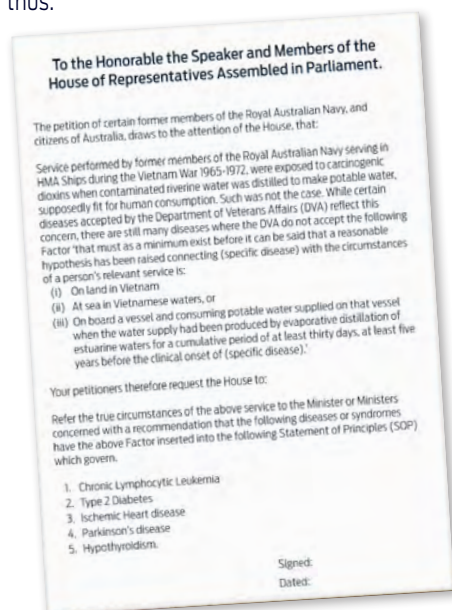 thus:
To the Honorable the Speaker and Members of the
House of Representatives Assembled in Parliament.
The petition of certain former members of the Royal Australian Navy, and
citizens of Australia, draws to the attention of the House, that:
Service performed by former members of the Royal Australian Navy serving in
HMA Ships during the Vietnam War 1965-1972, were exposed to carcinogenic
dioxins when contaminated riverine water was distilled to make potable water,
supposedly fit for human consumption. Such was not the case. While certain
diseases accepted by the Department of Veterans Affairs (DVA) reflect this
concern, there are still many diseases where the DVA do not accept the following
Factor 'that must as a minimum exist before it can be said that a reasonable
hypothesis has been raised connecting (specific disease) with the circumstances
of a person's relevant service is:
(i) On land in Vietnam
(ii) At sea in Vietnamese waters, or
(iii) On board a vessel and consuming potable water supplied on that vessel
when the water supply had been produced by evaporative distillation of
estuarine waters for a cumulative period of at least thirty days, at least five
years before the clinical onset of (specific disease).'
Your petitioners therefore request the House to:
Refer the true circumstances of the above service to the Minister or Ministers
concerned with a recommendation that the following diseases or syndromes
have the above Factor inserted into the following Statement of Principles (SOP)
which govern.
1. Chronic Lymphocytic Leukemia
2. Type 2 Diabetes
3. Ischemic Heart disease
4. Parkinson's disease
5. Hypothyroidism.
Signed:
Dated: